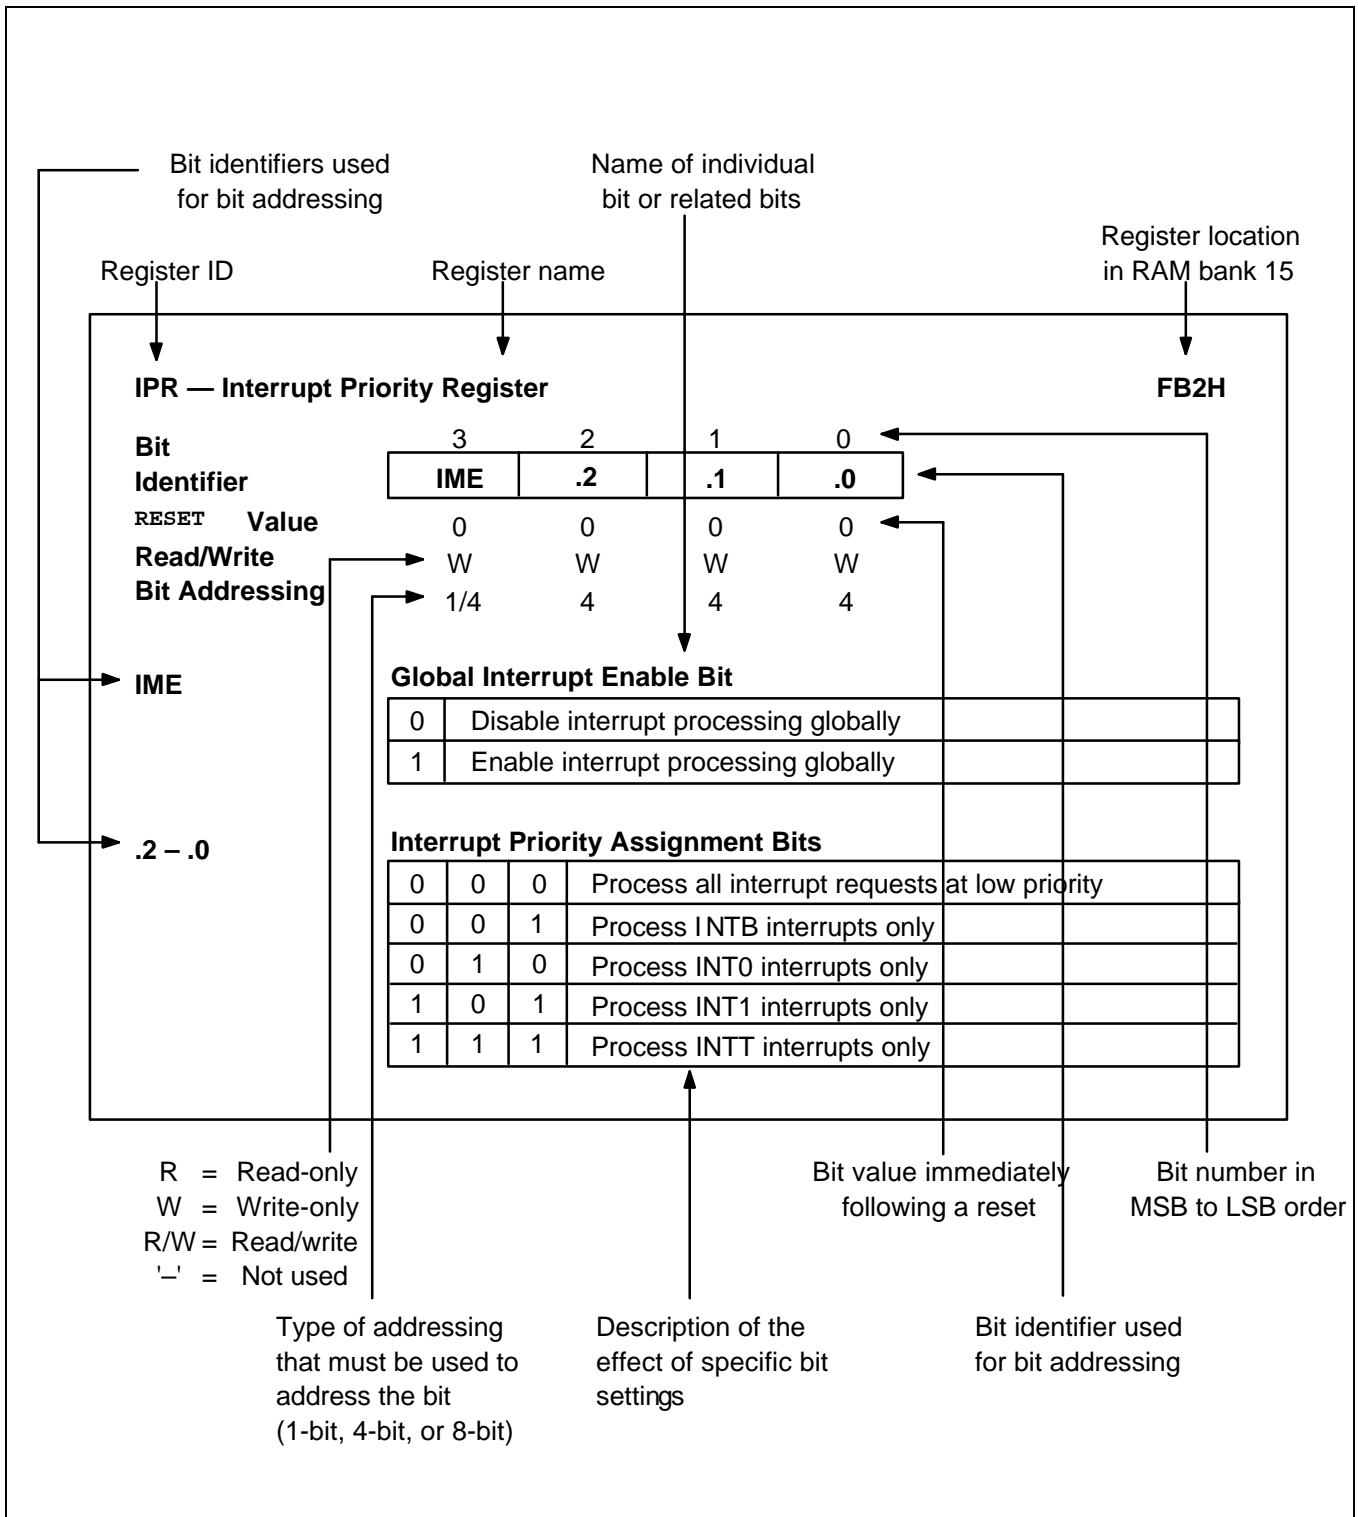 Bit identifiers used
for bit addressing
Name of individual
bit or related bits
Register location
in RAM bank 15
Register ID
Register name
IPR — Interrupt Priority Register FB2H
Bit 3 2 1 0
Identifier IME .2 .1 .0
RESET Value 0 0 0 0
Read/Write W W W W
Bit Addressing 1/4 4 4 4
IME Global Interrupt Enable Bit
0 Disable interrupt processing globally
1 Enable interrupt processing globally
.2 – .0 Interrupt Priority Assignment Bits
0 0 0 Process all interrupt requests at low priority
0 0 1 Process INTB interrupts only
0 1 0 Process INT0 interrupts only
1 0 1 Process INT1 interrupts only
1 1 1 Process INTT interrupts only
R = Read-only
W = Write-only
R/W = Read/write
'–' = Not used
Bit value immediately
following a reset
Bit number in
MSB to LSB order
Type of addressing
that must be used to
address the bit
(1-bit, 4-bit, or 8-bit)
Description of the
effect of specific bit
settings
Bit identifier used
for bit addressing